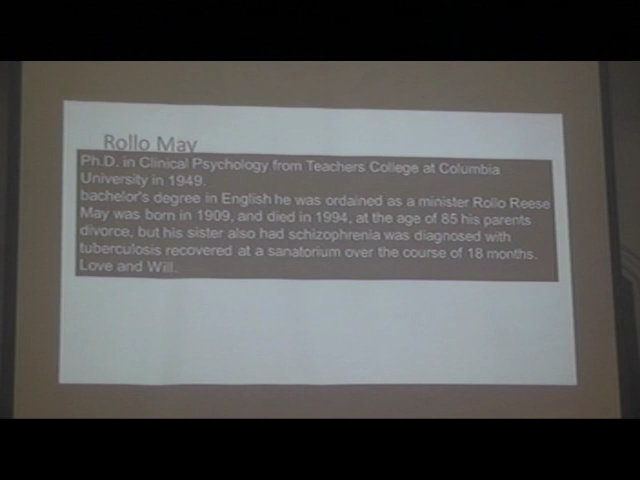 Rollo May
Ph.D. in Clinical Psychology from Teachers College at Columbia
University in 1949.
bachelor's degree in English he was ordained as a minister Rollo Reese
May was born in 1909, and died in 1994, at the age of 85 his parents
divorce, but his sister also had schizophrenia was diagnosed with
tuberculosis recovered at a sanatorium over the course of 18 months.
Love and Will.